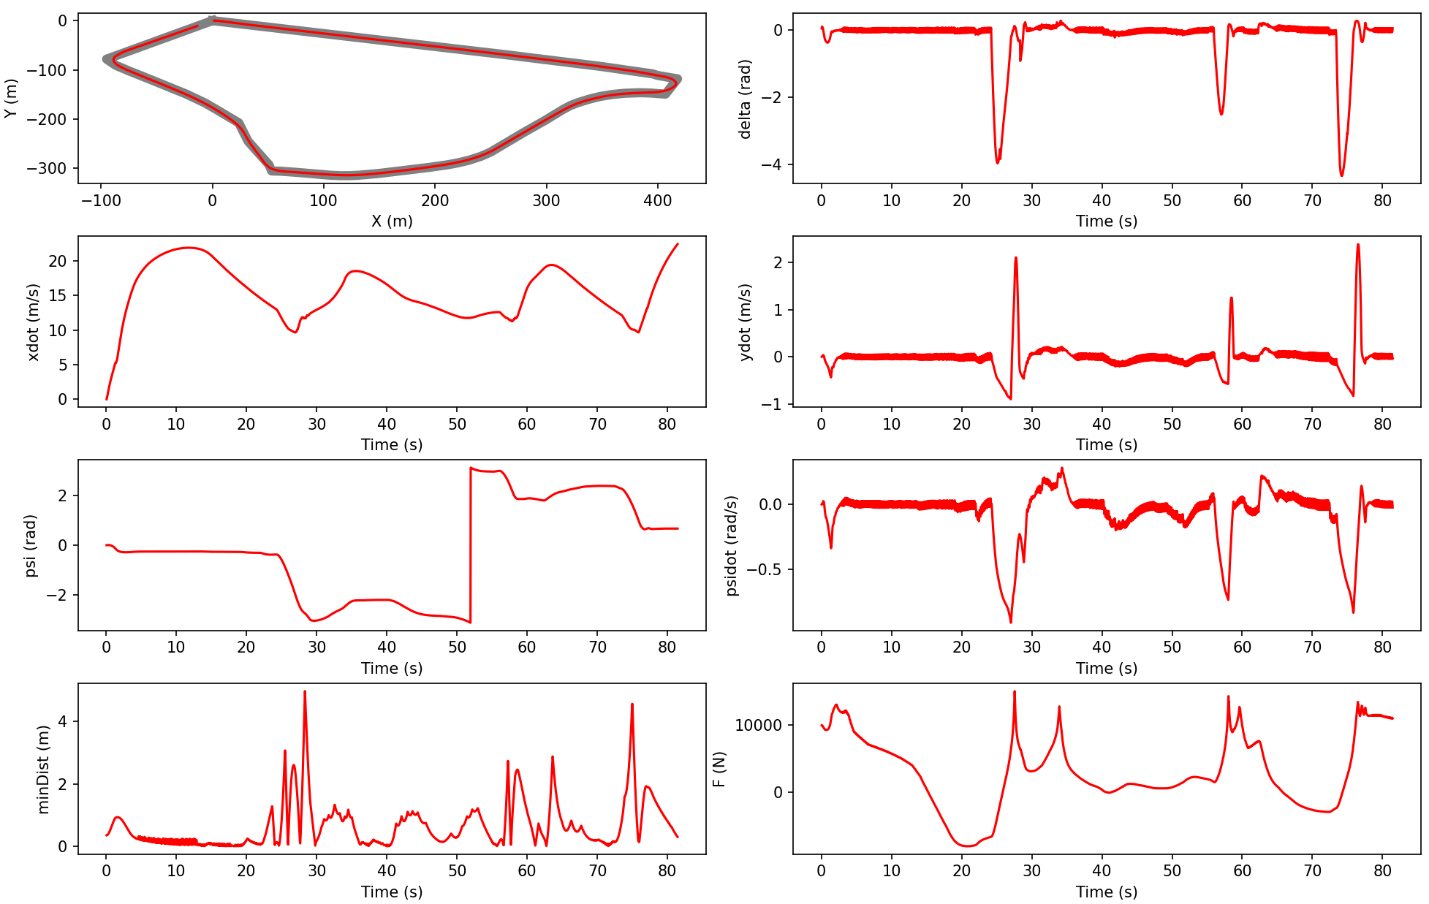 0
−100
−200
−300
Y (m)
−100 0 100 200 300 400
X (m)
0
−2
−4
delta (rad)
0 10 20 30 40 50 60 70 80
Time (s)
20
15
10
5
0
xdot (m/s)
0 10 20 30 40 50 60 70 80
Time (s)
2
1
0
−1
ydot (m/s)
0 10 20 30 40 50 60 70 80
Time (s)
2
0
−2
psi (rad)
0 10 20 30 40 50 60 70 80
Time (s)
0.0
−0.5
psidot (rad/s)
0 10 20 30 40 50 60 70 80
Time (s)
4
2
0
minDist (m)
0 10 20 30 40 50 60 70 80
Time (s)
10000
0
F (N)
0 10 20 30 40 50 60 70 80
Time (s)